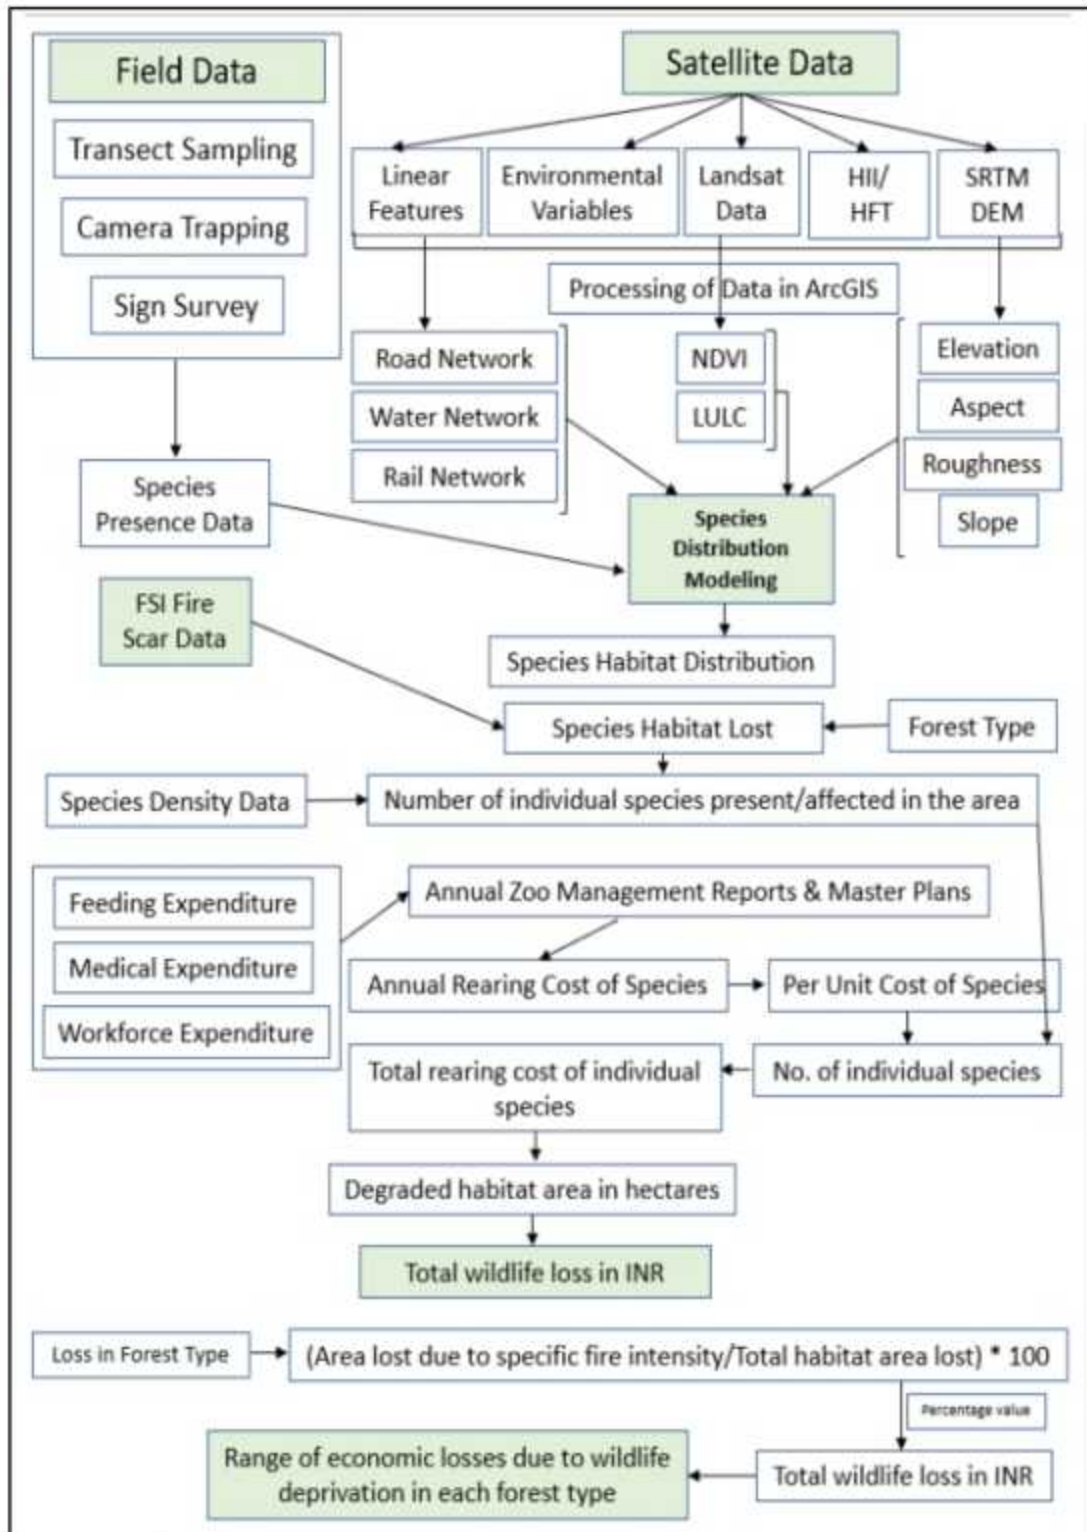 Field Data
Transect Sampling
Camera Trapping
Sign Survey
Satellite Data
Linear
Features
Environmental
Variables
Landsat
Data
HII/
HFT
SRTM
DEM
Processing of Data in ArcGIS
Road Network
Water Network
Rail Network
NDVI
LULC
Elevation
Aspect
Roughness
Slope
Species
Presence Data
Species
Distribution
Modeling
FSI Fire
Scar Data
Species Habitat Distribution
Species Habitat Lost
Forest Type
Species Density Data
Number of individual species present/affected in the area
Feeding Expenditure
Medical Expenditure
Workforce Expenditure
Annual Zoo Management Reports & Master Plans
Annual Rearing Cost of Species
Per Unit Cost of Species
Total rearing cost of individual
species
No. of individual species
Degraded habitat area in hectares
Total wildlife loss in INR
Loss in Forest Type
(Area lost due to specific fire intensity/Total habitat area lost) * 100
Percentage value
Range of economic losses due to wildlife
deprivation in each forest type
Total wildlife loss in INR